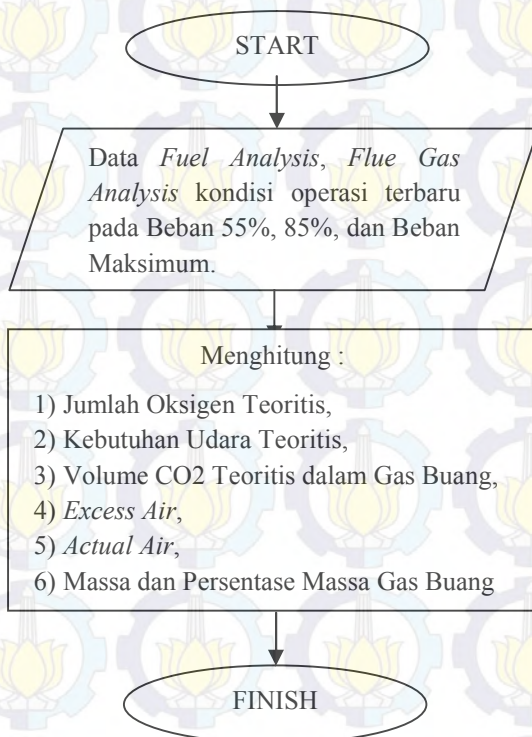 START
Data Fuel Analysis, Flue Gas
Analysis kondisi operasi terbaru
pada Beban 55%, 85%, dan Beban
Maksimum.
Menghitung :
1) Jumlah Oksigen Teoritis,
2) Kebutuhan Udara Teoritis,
3) Volume CO2 Teoritis dalam Gas Buang,
4) Excess Air,
5) Actual Air,
6) Massa dan Persentase Massa Gas Buang
FINISH